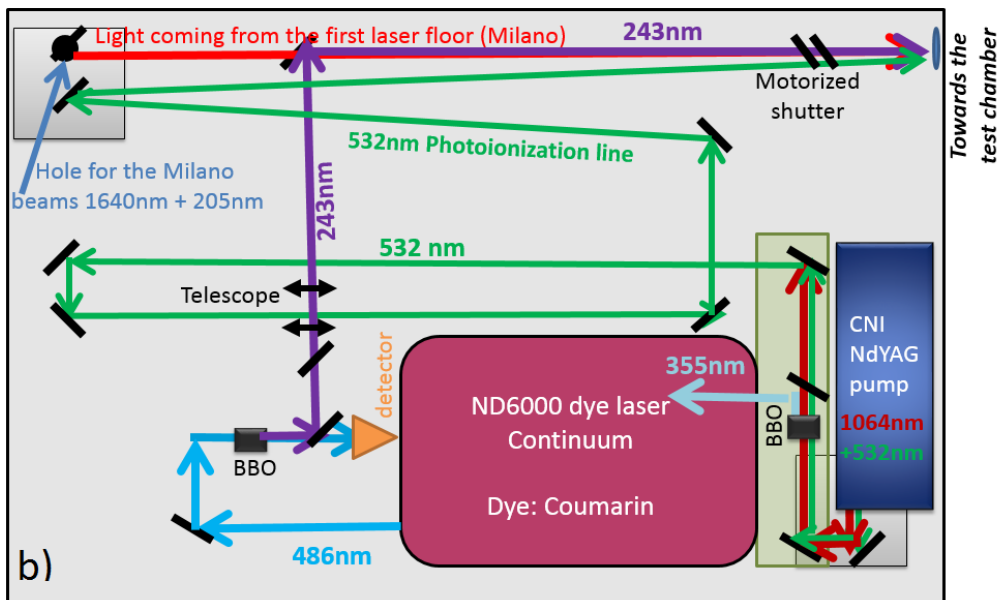 Light coming from the first laser floor (Milano)
243nm
Motorized
shutter
Towards the
test chamber
532nm Photoionization line
Hole for the Milano
beams 1640nm + 205nm
243nm
532 nm
Telescope
CNI
NdYAG
pump
1064nm
+532nm
355nm
BBO
detector
ND6000 dye laser
Continuum
Dye: Coumarin
BBO
486nm
b)